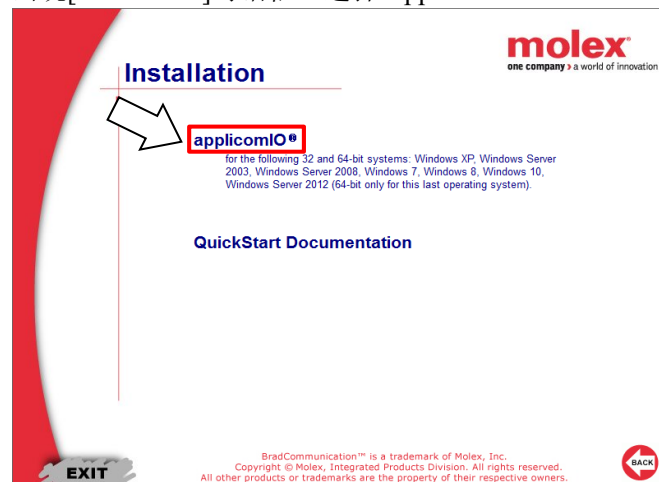 molex
one company > a world of innovation
Installation
applicomIO®
for the following 32 and 64-bit systems: Windows XP, Windows Server
2003, Windows Server 2008, Windows 7, Windows 8, Windows 10,
Windows Server 2012 (64-bit only for this last operating system).
QuickStart Documentation
BradCommunication™ is a trademark of Molex, Inc.
Copyright © Molex, Integrated Products Division. All rights reserved.
All other products or trademarks are the property of their respective owners.
EXIT
BACK